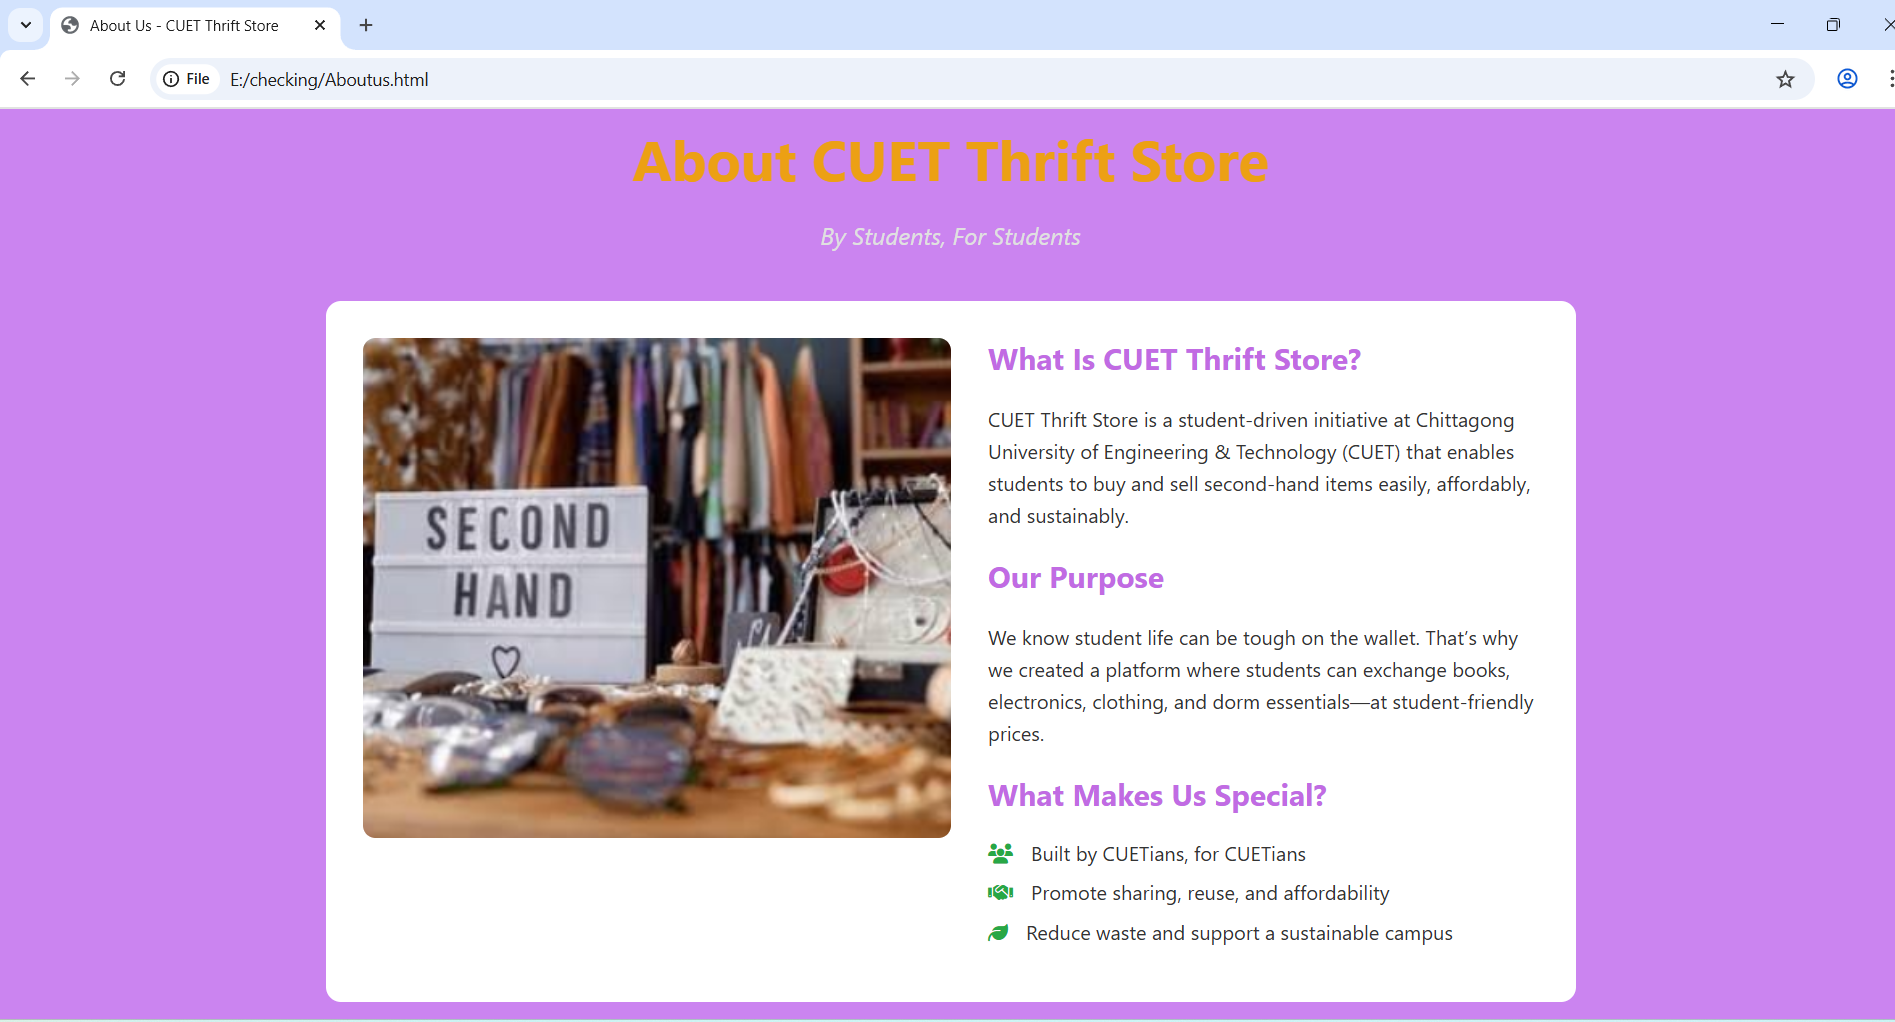 About Us - CUET Thrift Store
File E:/checking/Aboutus.html
About CUET Thrift Store
By Students, For Students
SECOND
HAND
What Is CUET Thrift Store?
CUET Thrift Store is a student-driven initiative at Chittagong
University of Engineering & Technology (CUET) that enables
students to buy and sell second-hand items easily, affordably,
and sustainably.
Our Purpose
We know student life can be tough on the wallet. That’s why
we created a platform where students can exchange books,
electronics, clothing, and dorm essentials—at student-friendly
prices.
What Makes Us Special?
Built by CUETians, for CUETians
Promote sharing, reuse, and affordability
Reduce waste and support a sustainable campus